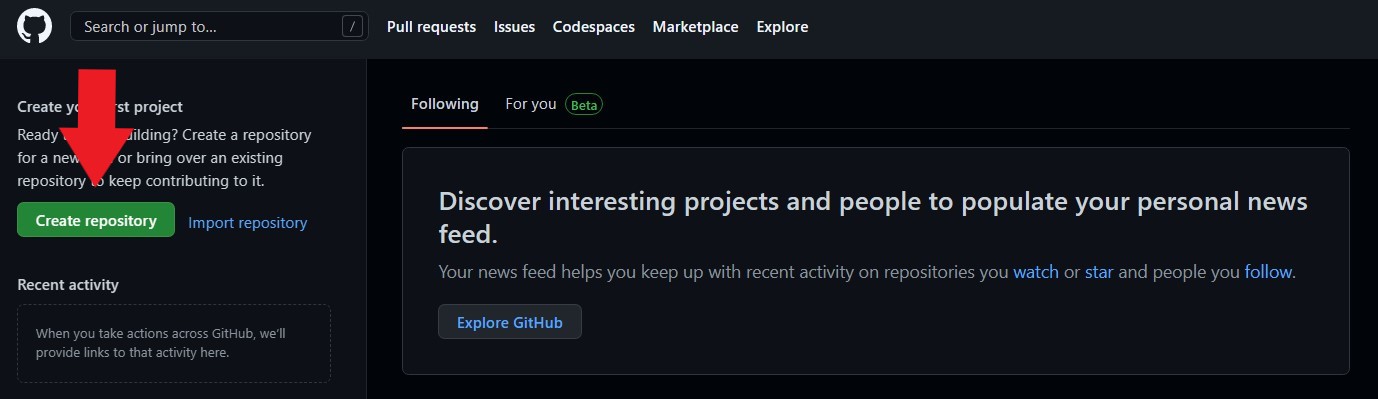 Search or jump to...
/
Pull requests
Issues
Codespaces
Marketplace
Explore
Create yo rst project
Ready uilding? Create a repository
for a new or bring over an existing
repository to keep contributing to it.
Create repository
Import repository
Recent activity
When you take actions across GitHub, we'll
provide links to that activity here.
Following
For you
Beta
Discover interesting projects and people to populate your personal news
feed.
Your news feed helps you keep up with recent activity on repositories you watch or star and people you follow.
Explore GitHub